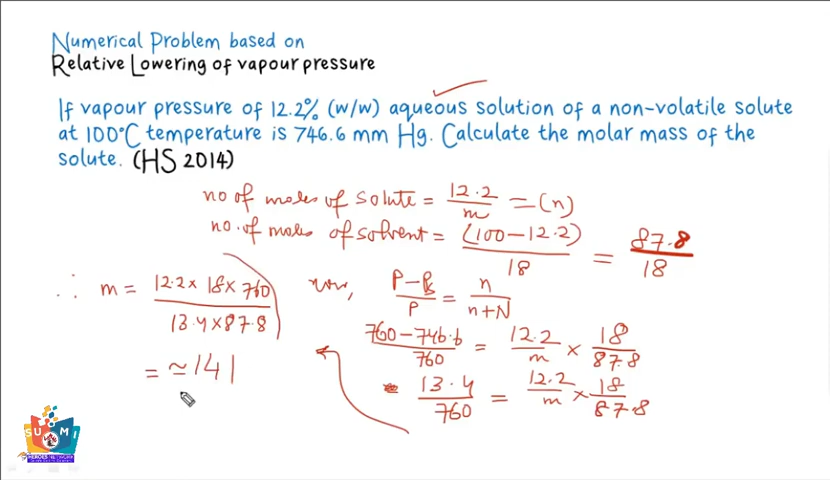 Numerical Problem based on
Relative Lowering of vapour pressure
If vapour pressure of 12.2% (w/w) aqueous solution of a non-volatile solute
at 100°C temperature is 746.6 mm Hg. Calculate the molar mass of the
solute. (HS 2014)
no of moles of solute = 12.2/m = (n)
no. of moles of solvent = (100-12.2)/18 = 87.8/18
∴ m = 12.2 x 18 x 760 / 13.4 x 87.8
now, P-Ps/P = n/n+N
760-746.6/760 = 12.2/m x 18/87.8
= ≃ 141
13.4/760 = 12.2/m x 18/87.8
SUMI
HEROES NETWORK